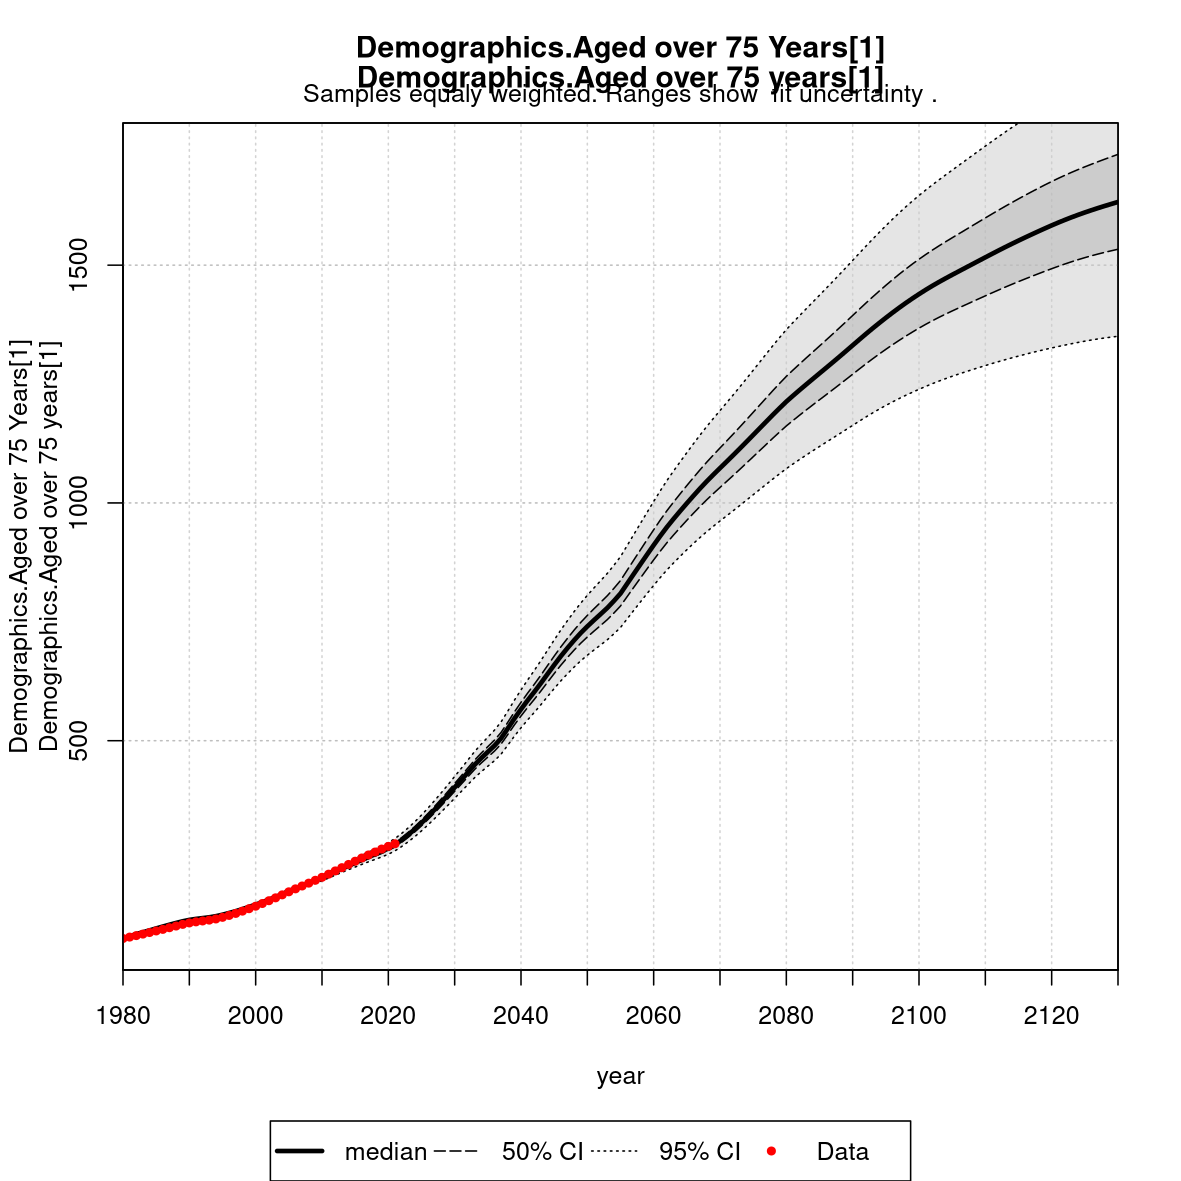 Demographics.Aged over 75 Years[1]
Demographics.Aged over 75 years[1]
Samples equaly weighted. Ranges show  fit uncertainty .
Demographics.Aged over 75 Years[1]
Demographics.Aged over 75 years[1]
1500
1000
500
1980 2000 2020 2040 2060 2080 2100 2120
year
median 50% CI 95% CI Data